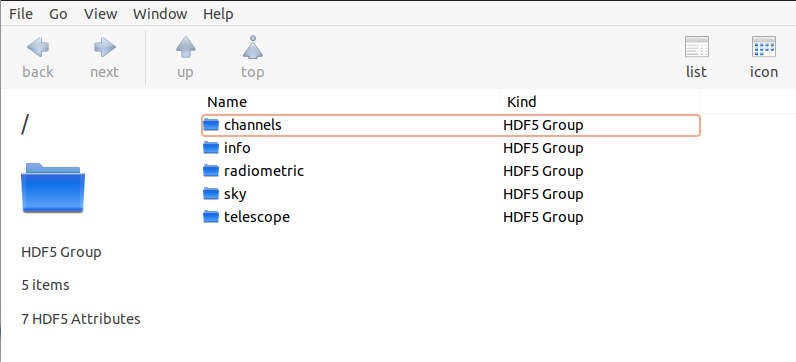 File Go View Window Help
back next up top list icon
Name Kind
/
channels HDF5 Group
info HDF5 Group
radiometric HDF5 Group
sky HDF5 Group
telescope HDF5 Group
HDF5 Group
5 items
7 HDF5 Attributes